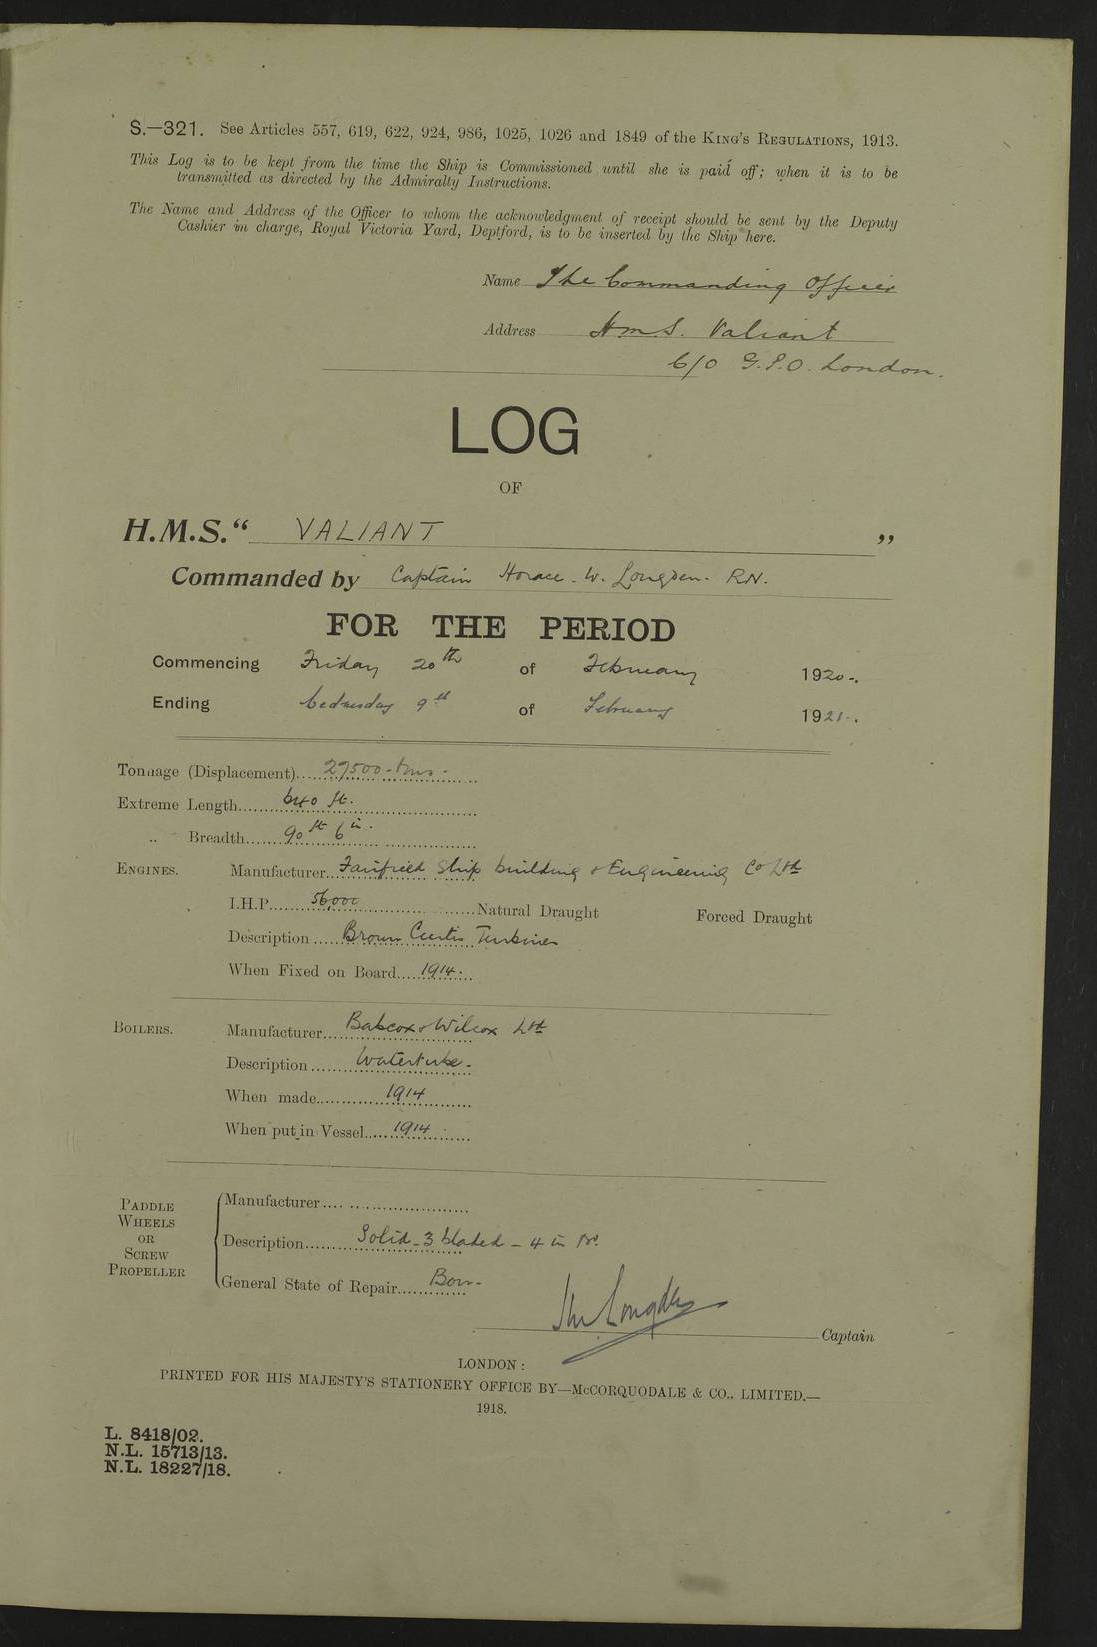 S.—321. See Articles 557, 619, 622, 924, 986, 1025, 1026 and 1849 of the King's Regulations, 1913.
This Log is to be kept from the time the Ship is Commissioned until she is paid off; when it is to be
transmitted as directed by the Admiralty Instructions.
The Name and Address of the Officer to whom the acknowledgment of receipt should be sent by the Deputy
Cashier in charge, Royal Victoria Yard, Deptford, is to be inserted by the Ship here.
Name The Commanding Officer
Address H.M.S. Valiant
C/O G.P.O. London.
LOG
OF
H.M.S. “ VALIANT ”
Commanded by Captain Horace. W. Longden. RN.
FOR THE PERIOD
Commencing Friday 20th of February 1920.
Ending Wednesday 9th of February 1921.
Tonnage (Displacement) 27500 tons.
Extreme Length 640 ft.
„ Breadth 90 ft 6 in.
Engines. Manufacturer Fairfield Ship building & Engineering Co Ltd
I.H.P. 56,000 Natural Draught Forced Draught
Description Brown Curtis Turbines
When Fixed on Board 1914.
Boilers. Manufacturer Babcox & Wilcox Ltd
Description Watertube.
When made 1914
When put in Vessel 1914
Paddle Wheels or Screw Propeller
Manufacturer
Description Solid - 3 bladed - 4 in No.
General State of Repair
Longden Captain
LONDON:
PRINTED FOR HIS MAJESTY'S STATIONERY OFFICE BY—McCORQUODALE & CO., LIMITED.—
1918.
L. 8418/02.
N.L. 15713/13.
N.L. 18227/18.